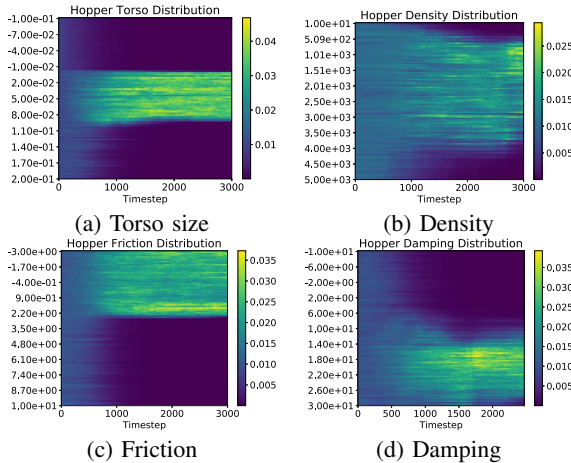 Hopper Torso Distribution
-1.00e-01
-7.00e-02
-4.00e-02
-1.00e-02
2.00e-02
5.00e-02
8.00e-02
1.10e-01
1.40e-01
1.70e-01
2.00e-01
0 1000 2000 3000
Timestep
0.04
0.03
0.02
0.01
(a) Torso size
Hopper Density Distribution
1.00e+01
5.09e+02
1.01e+03
1.51e+03
2.01e+03
2.50e+03
3.00e+03
3.50e+03
4.00e+03
4.50e+03
5.00e+03
0 1000 2000 3000
Timestep
0.025
0.020
0.015
0.010
0.005
(b) Density
Hopper Friction Distribution
-3.00e+00
-1.70e+00
-4.00e-01
9,00e-01
2.20e+00
3.50e+00
4.80e+00
6.10e+00
7.40e+00
8.70e+00
1.00e+01
0 1000 2000 3000
Timestep
0.035
0.030
0.025
0.020
0.015
0.010
0.005
(c) Friction
Hopper Damping Distribution
-1.00e+01
-6.00e+00
-2.00e+00
2.00e+00
6.00e+00
1.00e+01
1.40e+01
1.80e+01
2.20e+01
2.60e+01
3.00e+01
0 500 1000 1500 2000
Timestep
0.035
0.030
0.025
0.020
0.015
0.010
0.005
(d) Damping